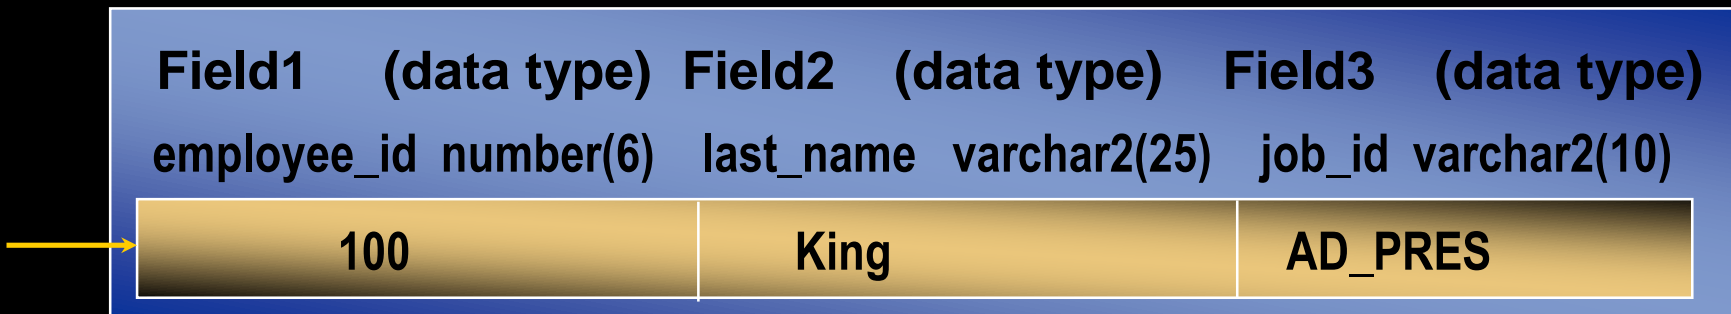 Field1 (data type) Field2 (data type) Field3 (data type)
employee_id number(6) last_name varchar2(25) job_id varchar2(10)
100 King AD_PRES